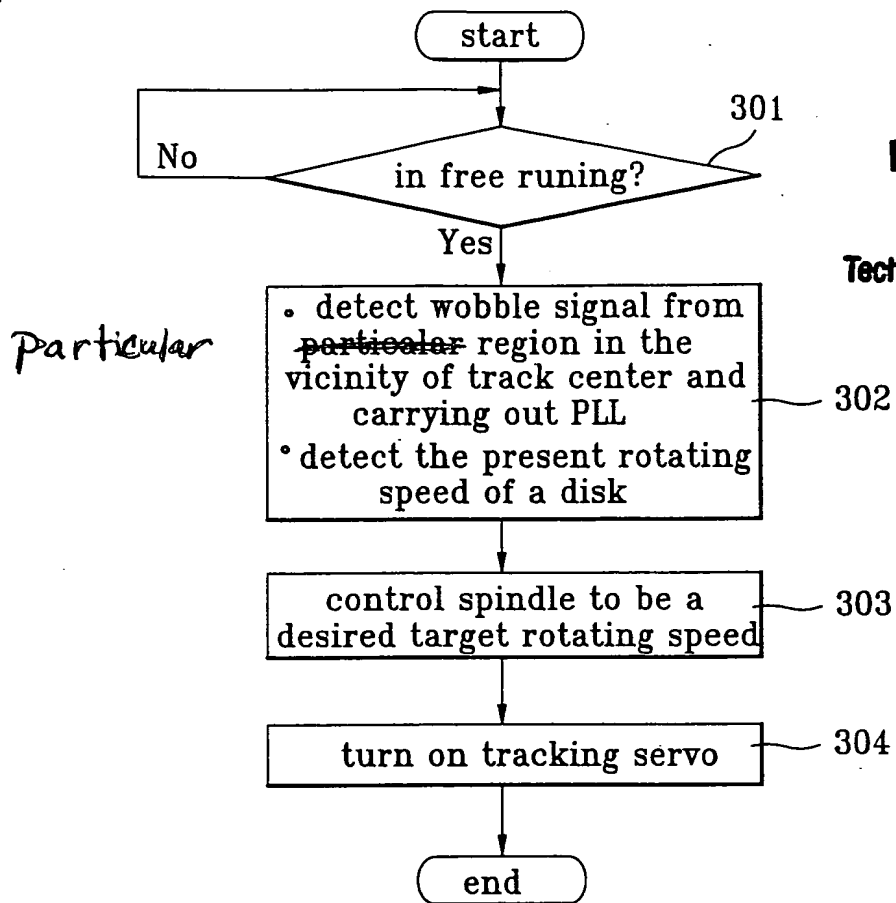 start
301
No
in free runing?
Yes
Tech
• detect wobble signal from
particular
particalar region in the
vicinity of track center and
carrying out PLL
302
° detect the present rotating
speed of a disk
control spindle to be a
desired target rotating speed
303
turn on tracking servo
304
end